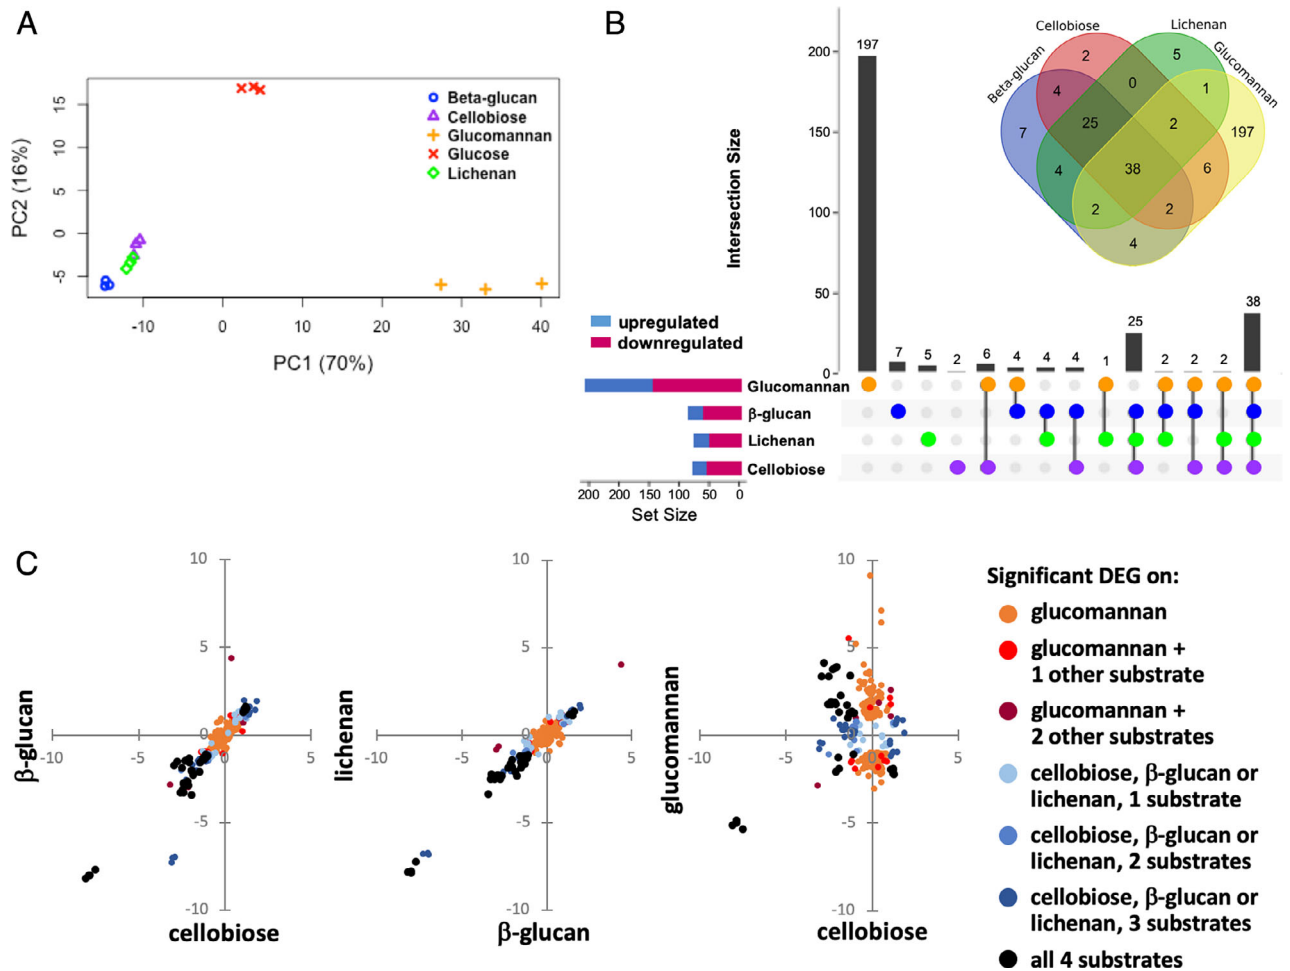 A
15
10
5
0
-5
PC2 (16%)
-10
0
10
20
30
40
PC1 (70%)
Beta-glucan
Cellobiose
Glucomannan
Glucose
Lichenan
B
200
150
100
50
0
Intersection Size
197
7
5
2
6
4
4
4
1
25
2
2
2
38
Cellobiose
Lichenan
Beta-glucan
Glucomannan
2
5
4
0
1
7
25
2
197
4
38
6
2
2
4
upregulated
downregulated
Glucomannan
β-glucan
Lichenan
Cellobiose
200 200 150 100 50 0
Set Size
C
10
5
-5
-10
-10
-5
0
5
β-glucan
cellobiose
10
5
-5
-10
-10
-5
0
5
lichenan
β-glucan
10
5
-5
-10
-10
-5
0
5
glucomannan
cellobiose
Significant DEG on:
glucomannan
glucomannan +
1 other substrate
glucomannan +
2 other substrates
cellobiose, β-glucan or
lichenan, 1 substrate
cellobiose, β-glucan or
lichenan, 2 substrates
cellobiose, β-glucan or
lichenan, 3 substrates
all 4 substrates